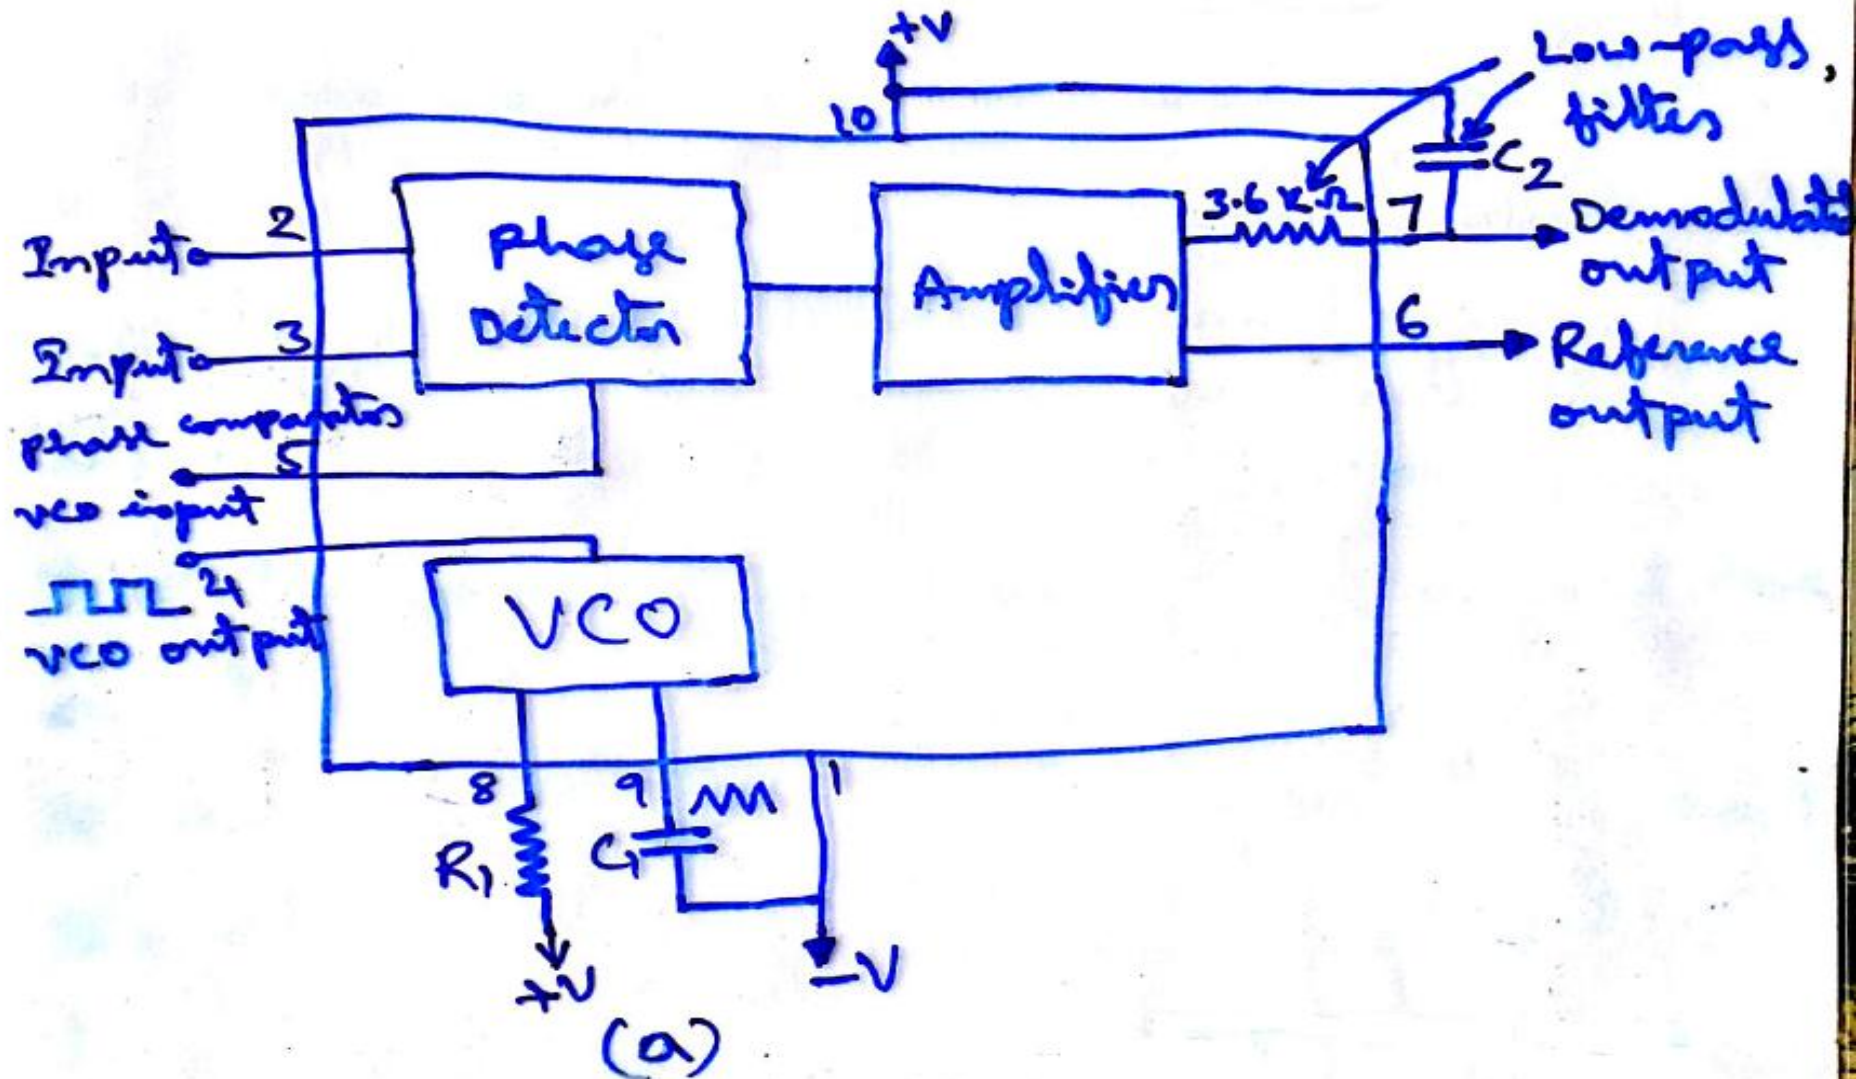 +V
10
Low-pass,
filter
C2
3.6 KΩ
7
Demodulated
output
6
Reference
output
Input
2
Phase
Detector
Amplifier
Input
3
phase comparator
5
VCO input
4
VCO output
VCO
8
9
1
R1
C1
+V
-V
(a)